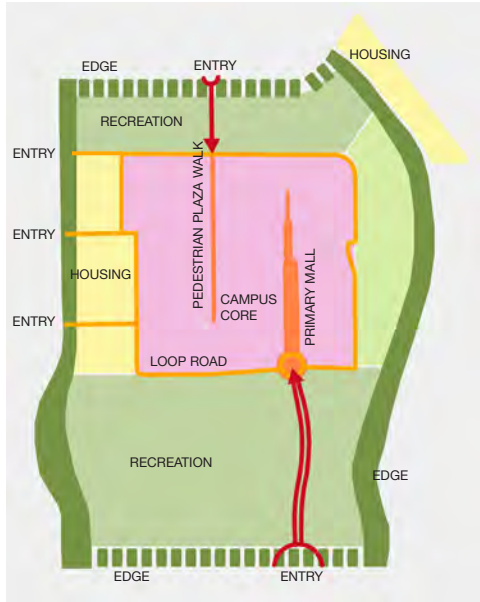 HOUSING
EDGE
ENTRY
RECREATION
ENTRY
PEDESTRIAN PLAZA WALK
ENTRY
HOUSING
CAMPUS
CORE
PRIMARY MALL
ENTRY
LOOP ROAD
RECREATION
EDGE
EDGE
ENTRY